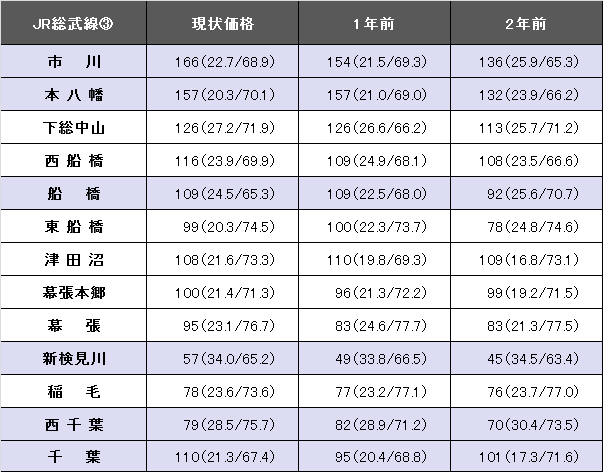 JR総武線③ 現状価格 1年前 2年前
市 川 166(22.7/68.9) 154(21.5/69.3) 136(25.9/65.3)
本八幡 157(20.3/70.1) 157(21.0/69.0) 132(23.9/66.2)
下総中山 126(27.2/71.9) 126(26.6/66.2) 113(25.7/71.2)
西船橋 116(23.9/69.9) 109(24.9/68.1) 108(23.5/66.6)
船 橋 109(24.5/65.3) 109(22.5/68.0) 92(25.6/70.7)
東船橋 99(20.3/74.5) 100(22.3/73.7) 78(24.8/74.6)
津田沼 108(21.6/73.3) 110(19.8/69.3) 109(16.8/73.1)
幕張本郷 100(21.4/71.3) 96(21.3/72.2) 99(19.2/71.5)
幕 張 95(23.1/76.7) 83(24.6/77.7) 83(21.3/77.5)
新検見川 57(34.0/65.2) 49(33.8/66.5) 45(34.5/63.4)
稲 毛 78(23.6/73.6) 77(23.2/77.1) 76(23.7/77.0)
西千葉 79(28.5/75.7) 82(28.9/71.2) 70(30.4/73.5)
千 葉 110(21.3/67.4) 95(20.4/68.8) 101(17.3/71.6)